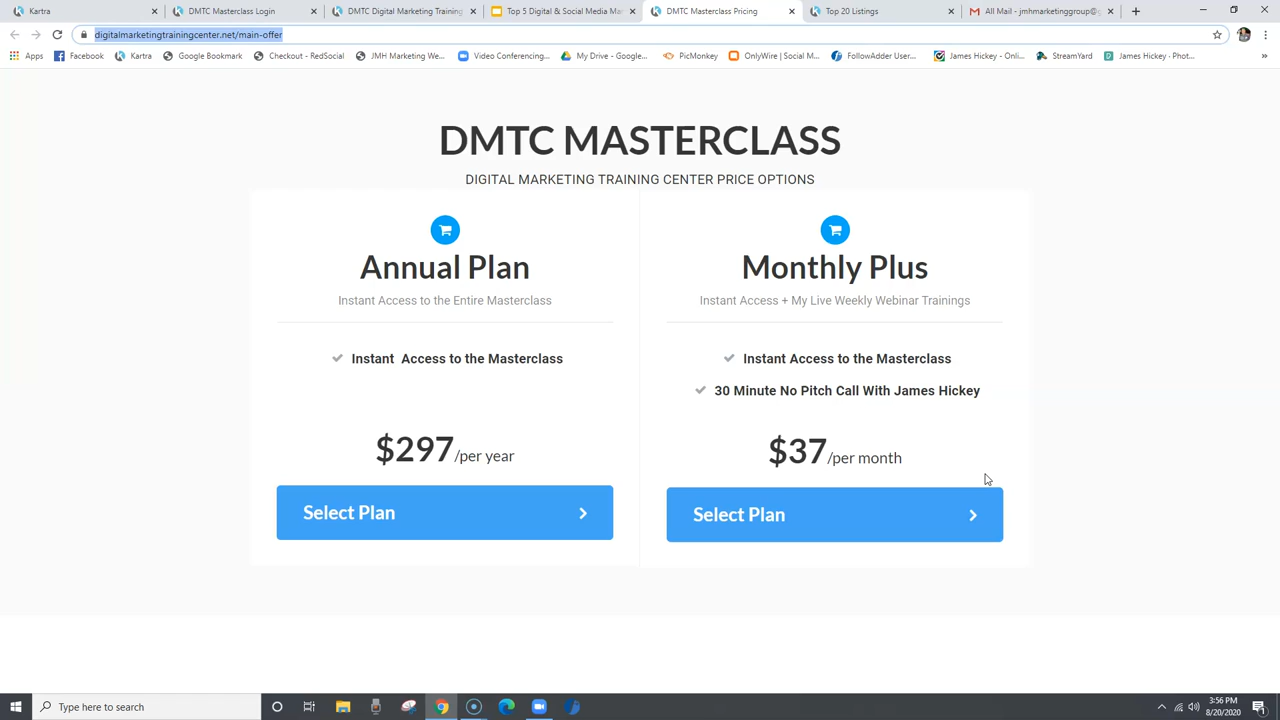 Kartra
DMTC Masterclass Login
DMTC Digital Marketing Training
Top 5 Digital & Social Media Ma
DMTC Masterclass Pricing
Top 20 Listings
All Mail - jmhmarketinggroup@g
digitalmarketingtrainingcenter.net/main-offer
Apps
Facebook
Kartra
Google Bookmark
Checkout - RedSocial
JMH Marketing We...
Video Conferencing...
My Drive - Google...
PicMonkey
OnlyWire | Social M...
FollowAdder User...
James Hickey - Onli...
StreamYard
James Hickey · Phot...
DMTC MASTERCLASS
DIGITAL MARKETING TRAINING CENTER PRICE OPTIONS
Annual Plan
Instant Access to the Entire Masterclass
Instant Access to the Masterclass
$297/per year
Select Plan
Monthly Plus
Instant Access + My Live Weekly Webinar Trainings
Instant Access to the Masterclass
30 Minute No Pitch Call With James Hickey
$37/per month
Select Plan
Type here to search
3:56 PM
8/20/2020